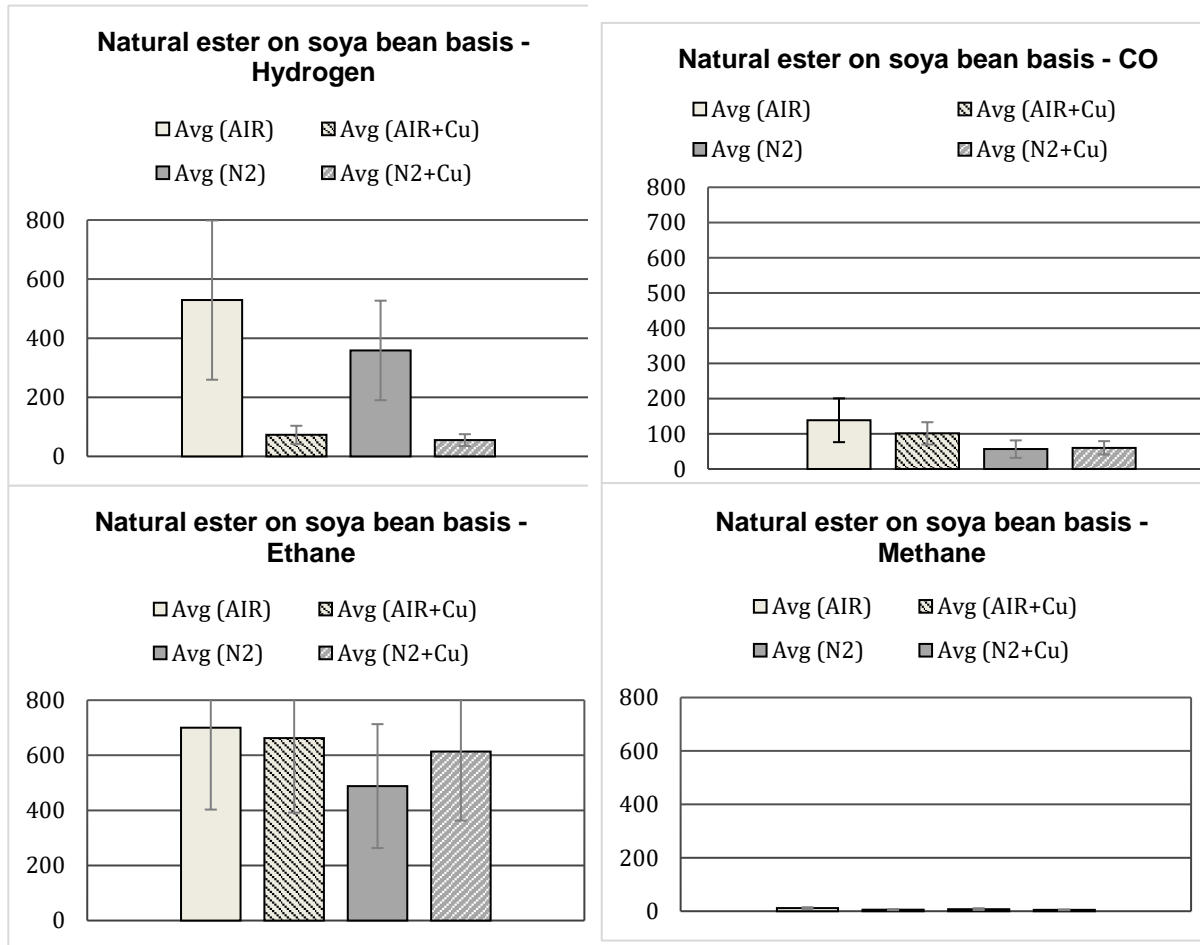 Natural ester on soya bean basis -
Hydrogen
Avg (AIR) Avg (AIR+Cu)
Avg (N2) Avg (N2+Cu)
800
600
400
200
0
Natural ester on soya bean basis - CO
Avg (AIR) Avg (AIR+Cu)
Avg (N2) Avg (N2+Cu)
800
700
600
500
400
300
200
100
0
Natural ester on soya bean basis -
Ethane
Avg (AIR) Avg (AIR+Cu)
Avg (N2) Avg (N2+Cu)
800
600
400
200
0
Natural ester on soya bean basis -
Methane
Avg (AIR) Avg (AIR+Cu)
Avg (N2) Avg (N2+Cu)
800
600
400
200
0